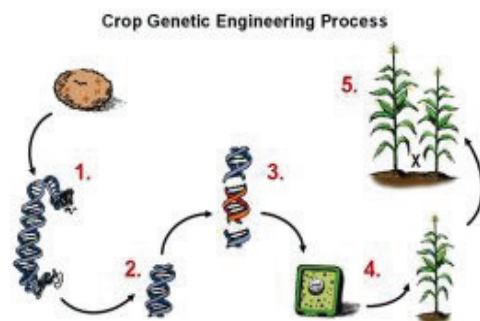 Crop Genetic Engineering Process
1.
2.
3.
4.
5.
X